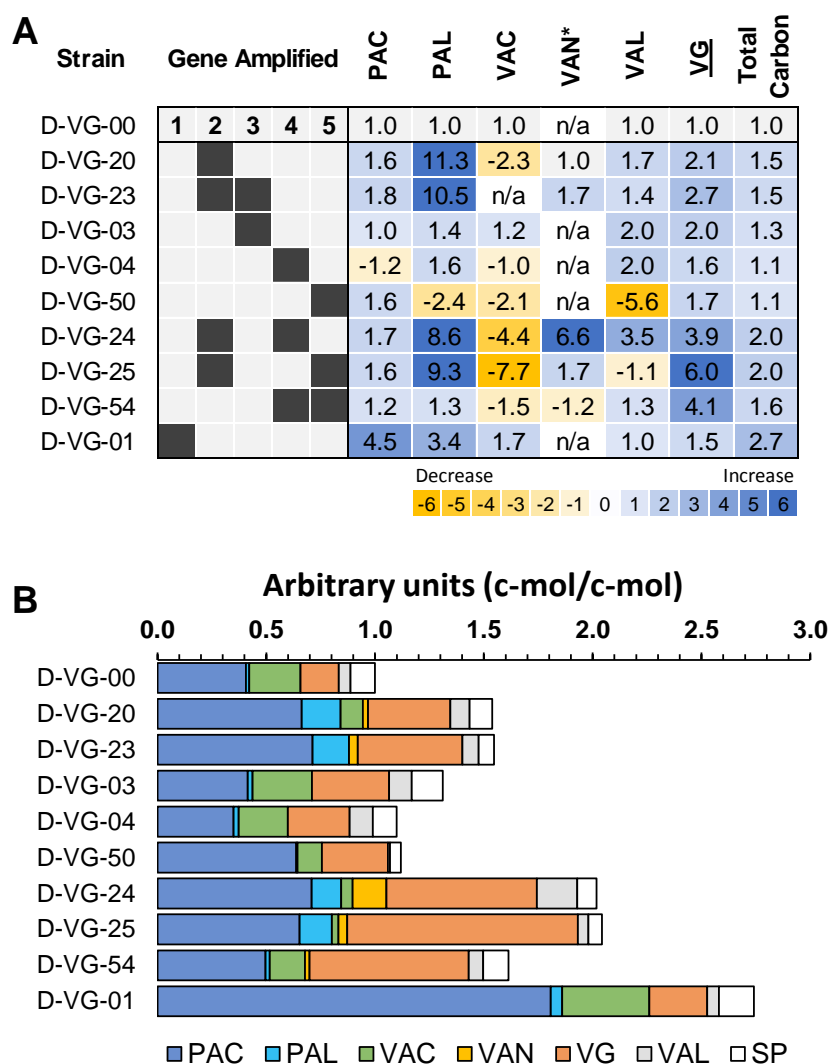 A
Strain Gene Amplified PAC PAL VAC VAN* VAL VG Total Carbon
D-VG-00 1 2 3 4 5 1.0 1.0 1.0 n/a 1.0 1.0 1.0
D-VG-20 1.6 11.3 -2.3 1.0 1.7 2.1 1.5
D-VG-23 1.8 10.5 n/a 1.7 1.4 2.7 1.5
D-VG-03 1.0 1.4 1.2 n/a 2.0 2.0 1.3
D-VG-04 -1.2 1.6 -1.0 n/a 2.0 1.6 1.1
D-VG-50 1.6 -2.4 -2.1 n/a -5.6 1.7 1.1
D-VG-24 1.7 8.6 -4.4 6.6 3.5 3.9 2.0
D-VG-25 1.6 9.3 -7.7 1.7 -1.1 6.0 2.0
D-VG-54 1.2 1.3 -1.5 -1.2 1.3 4.1 1.6
D-VG-01 4.5 3.4 1.7 n/a 1.0 1.5 2.7
Decrease Increase
-6 -5 -4 -3 -2 -1 0 1 2 3 4 5 6
B
Arbitrary units (c-mol/c-mol)
0.0 0.5 1.0 1.5 2.0 2.5 3.0
D-VG-00
D-VG-20
D-VG-23
D-VG-03
D-VG-04
D-VG-50
D-VG-24
D-VG-25
D-VG-54
D-VG-01
PAC PAL VAC VAN VG VAL SP